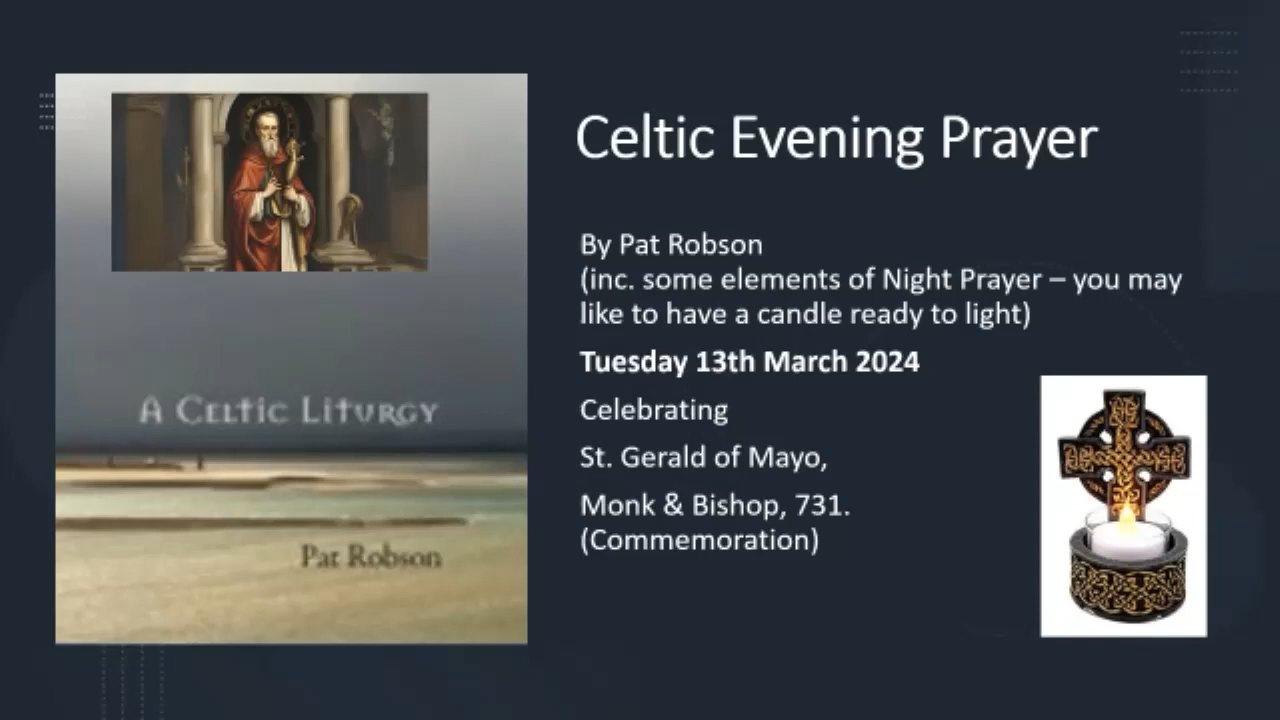 Celtic Evening Prayer
By Pat Robson
(inc. some elements of Night Prayer – you may
like to have a candle ready to light)
Tuesday 13th March 2024
Celebrating
St. Gerald of Mayo,
Monk & Bishop, 731.
(Commemoration)
A Celtic Liturgy
Pat Robson